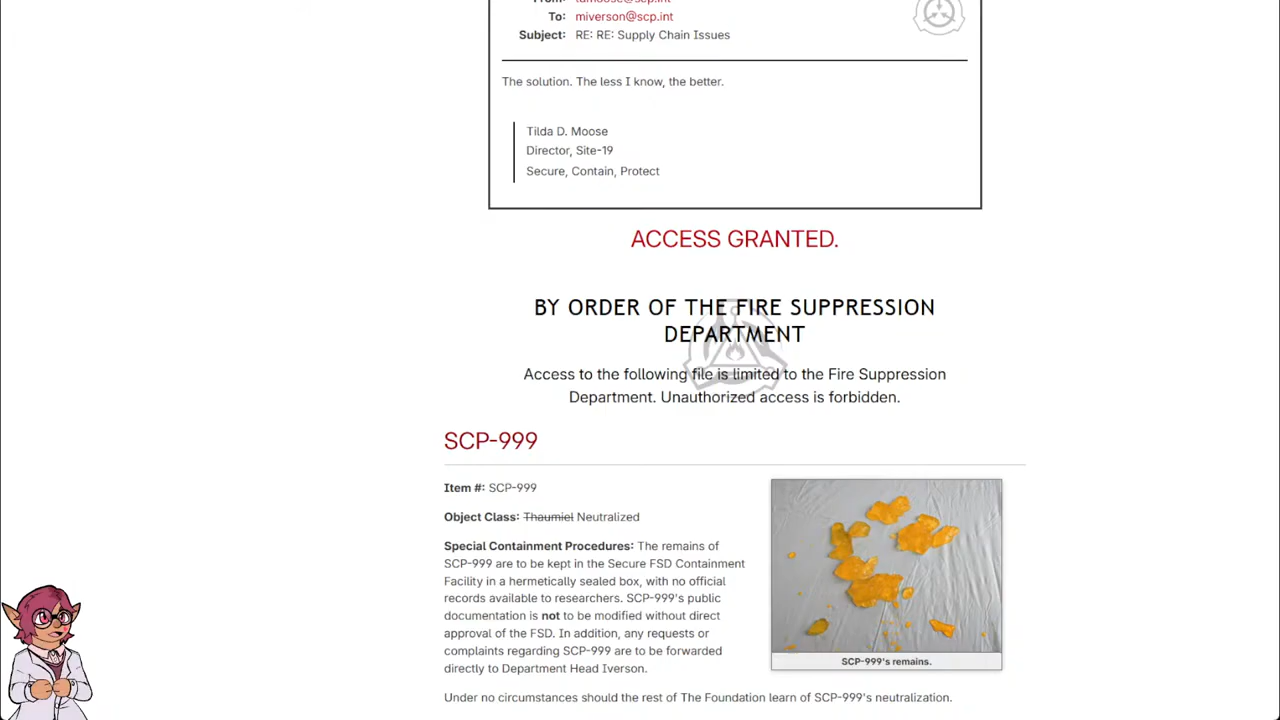 To: miverson@scp.int
Subject: RE: RE: Supply Chain Issues
The solution. The less I know, the better.
Tilda D. Moose
Director, Site-19
Secure, Contain, Protect
ACCESS GRANTED.
BY ORDER OF THE FIRE SUPPRESSION
DEPARTMENT
Access to the following file is limited to the Fire Suppression
Department. Unauthorized access is forbidden.
SCP-999
Item #: SCP-999
Object Class: Thaumiel Neutralized
Special Containment Procedures: The remains of
SCP-999 are to be kept in the Secure FSD Containment
Facility in a hermetically sealed box, with no official
records available to researchers. SCP-999's public
documentation is not to be modified without direct
approval of the FSD. In addition, any requests or
complaints regarding SCP-999 are to be forwarded
directly to Department Head Iverson.
SCP-999's remains.
Under no circumstances should the rest of The Foundation learn of SCP-999's neutralization.